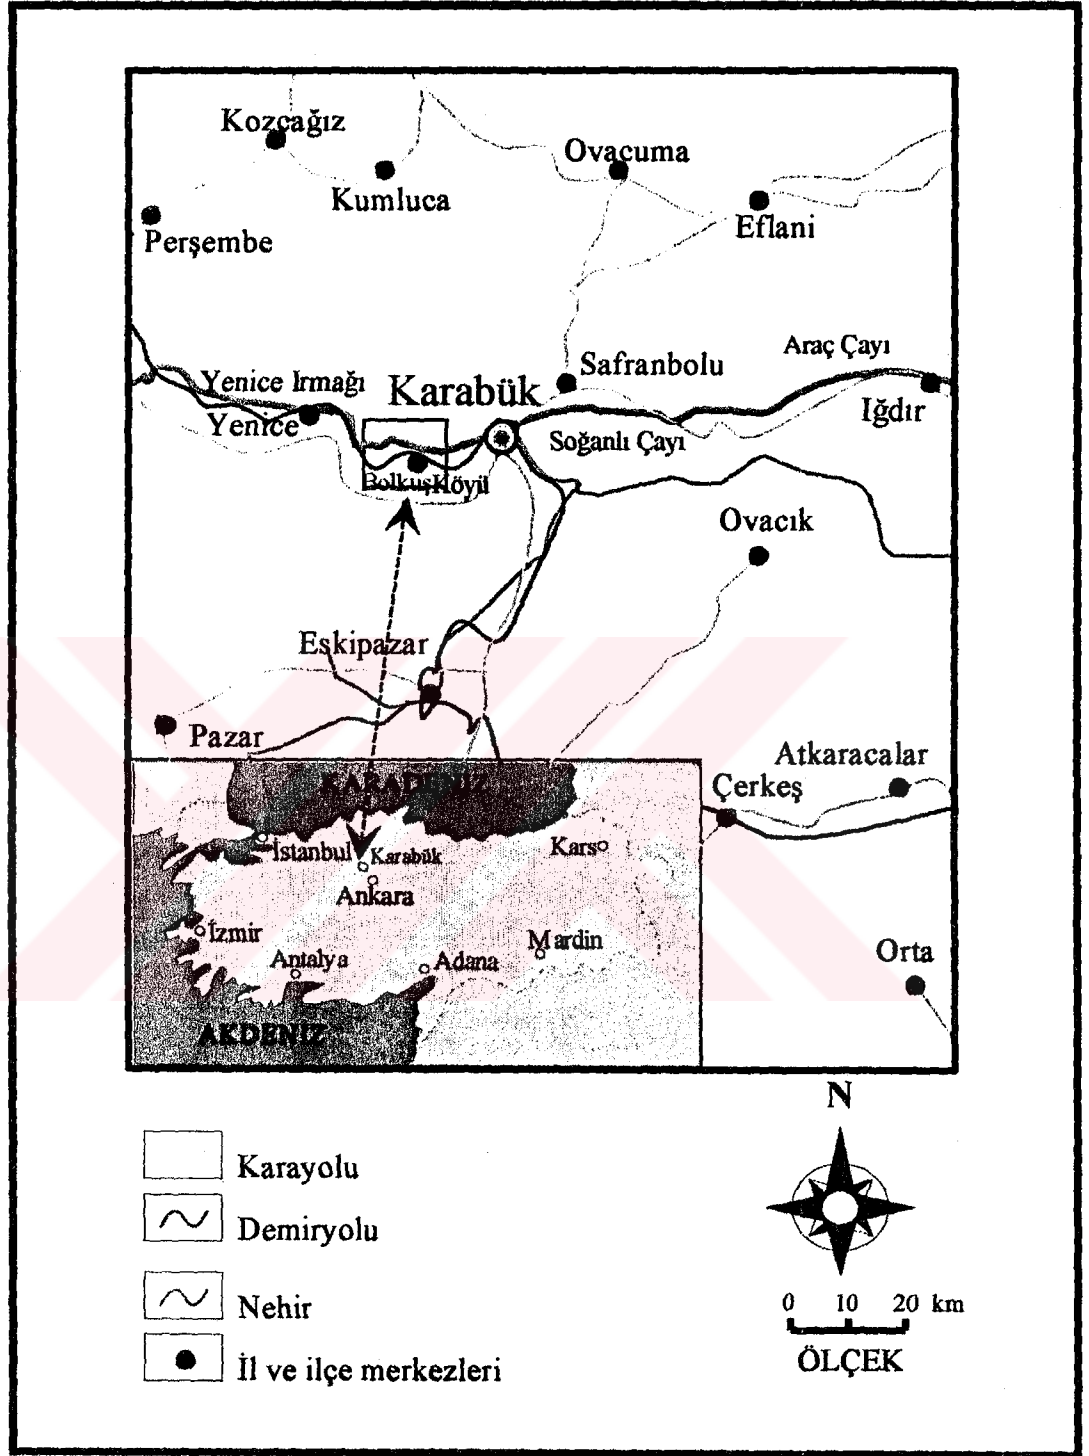 Kozcağız
Ovacuma
Kumluca
Eflani
Perşembe
Araç Çayı
Safranbolu
Yenice Irmağı
Karabük
Iğdır
Yenice
Soğanlı Çayı
BolkuşKöyü
Ovacık
Eskipazar
Pazar
Atkaracalar
Çerkeş
KARADENİZ
İstanbul
Karabük
Kars
Ankara
İzmir
Mardin
Antalya
Adana
Orta
AKDENİZ
N
Karayolu
Demiryolu
Nehir
0 10 20 km
ÖLÇEK
İl ve ilçe merkezleri